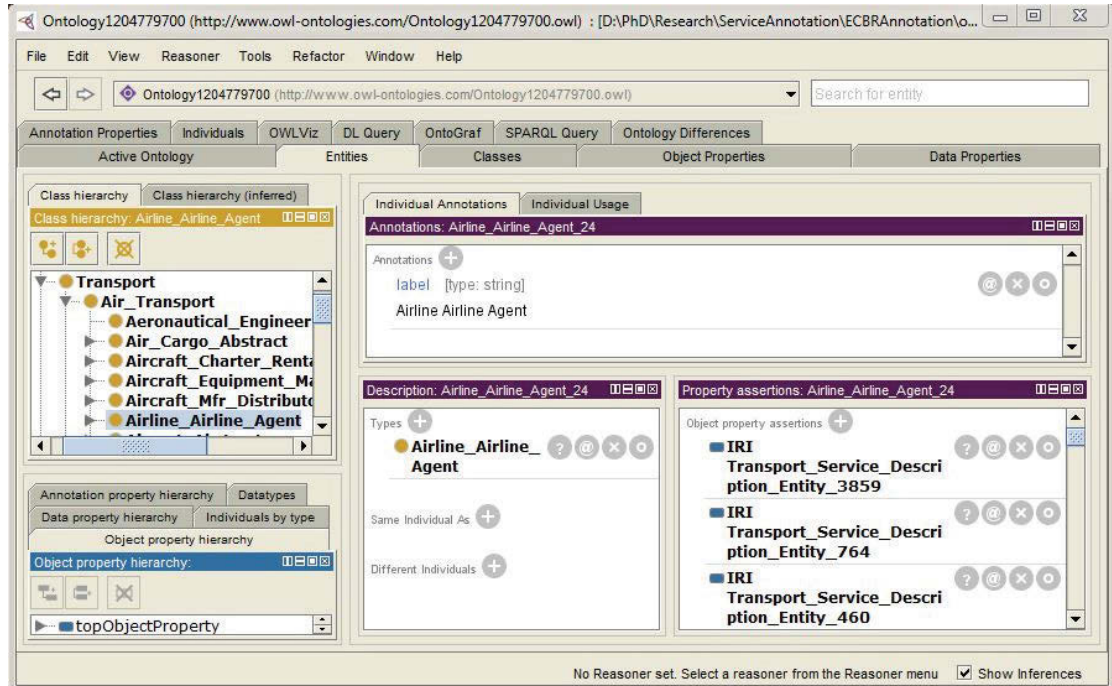 Ontology1204779700 (http://www.owl-ontologies.com/Ontology1204779700.owl) : [D:\PhD\Research\ServiceAnnotation\ECBRAnnotation\o...
File Edit View Reasoner Tools Refactor Window Help
Ontology1204779700 (http://www.owl-ontologies.com/Ontology1204779700.owl)
Search for entity
Annotation Properties Individuals OWLViz DL Query OntoGraf SPARQL Query Ontology Differences
Active Ontology Entities Classes Object Properties Data Properties
Class hierarchy Class hierarchy (inferred)
Class hierarchy: Airline_Airline_Agent
Transport
Air_Transport
Aeronautical_Engineer
Air_Cargo_Abstract
Aircraft_Charter_Renta
Aircraft_Equipment_Ma
Aircraft_Mfr_Distributo
Airline_Airline_Agent
Annotation property hierarchy Datatypes
Data property hierarchy Individuals by type
Object property hierarchy
Object property hierarchy:
topObjectProperty
Individual Annotations Individual Usage
Annotations: Airline_Airline_Agent_24
Annotations
label [type: string]
Airline Airline Agent
Description: Airline_Airline_Agent_24
Types
Airline_Airline_
Agent
Same Individual As
Different Individuals
Property assertions: Airline_Airline_Agent_24
Object property assertions
IRI
Transport_Service_Descri
ption_Entity_3859
IRI
Transport_Service_Descri
ption_Entity_764
IRI
Transport_Service_Descri
ption_Entity_460
No Reasoner set. Select a reasoner from the Reasoner menu Show Inferences